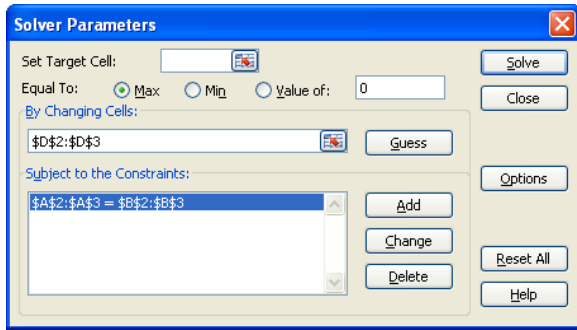 Solver Parameters
Set Target Cell:
Solve
Equal To: Max Min Value of: 0
Close
By Changing Cells:
$D$2:$D$3
Guess
Subject to the Constraints:
Options
$A$2:$A$3 = $B$2:$B$3
Add
Change
Reset All
Delete
Help